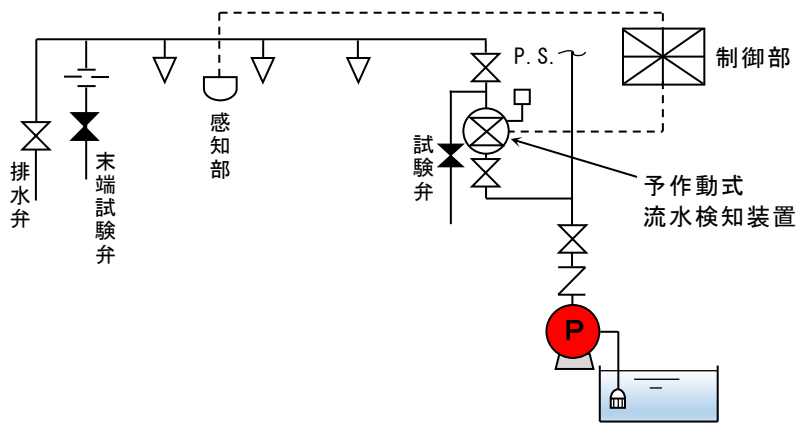 P.S.
制御部
感知部
試験弁
排水弁
末端試験弁
予作動式
流水検知装置
P